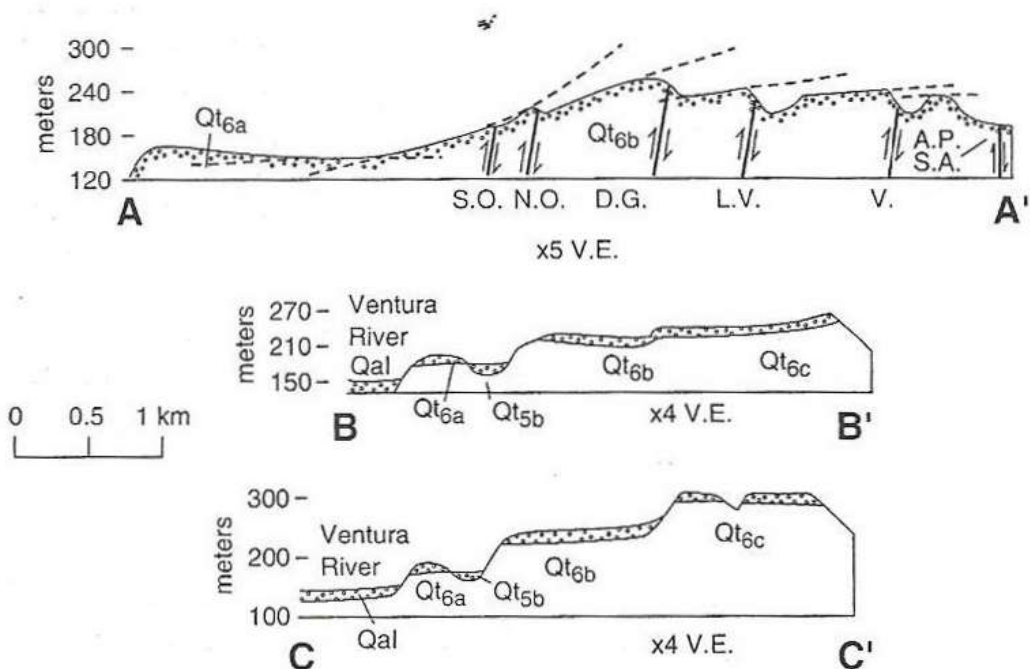 300
240
180
120
meters
Qt6a
Qt6b
A.P.
S.A.
S.O. N.O. D.G. L.V. V.
A A'
x5 V.E.
270
210
150
meters
Ventura
River
Qal
Qt6a Qt5b
Qt6b
Qt6c
B x4 V.E. B'
0 0.5 1 km
300
200
100
meters
Ventura
River
Qal
Qt6a Qt5b
Qt6b
Qt6c
C x4 V.E. C'